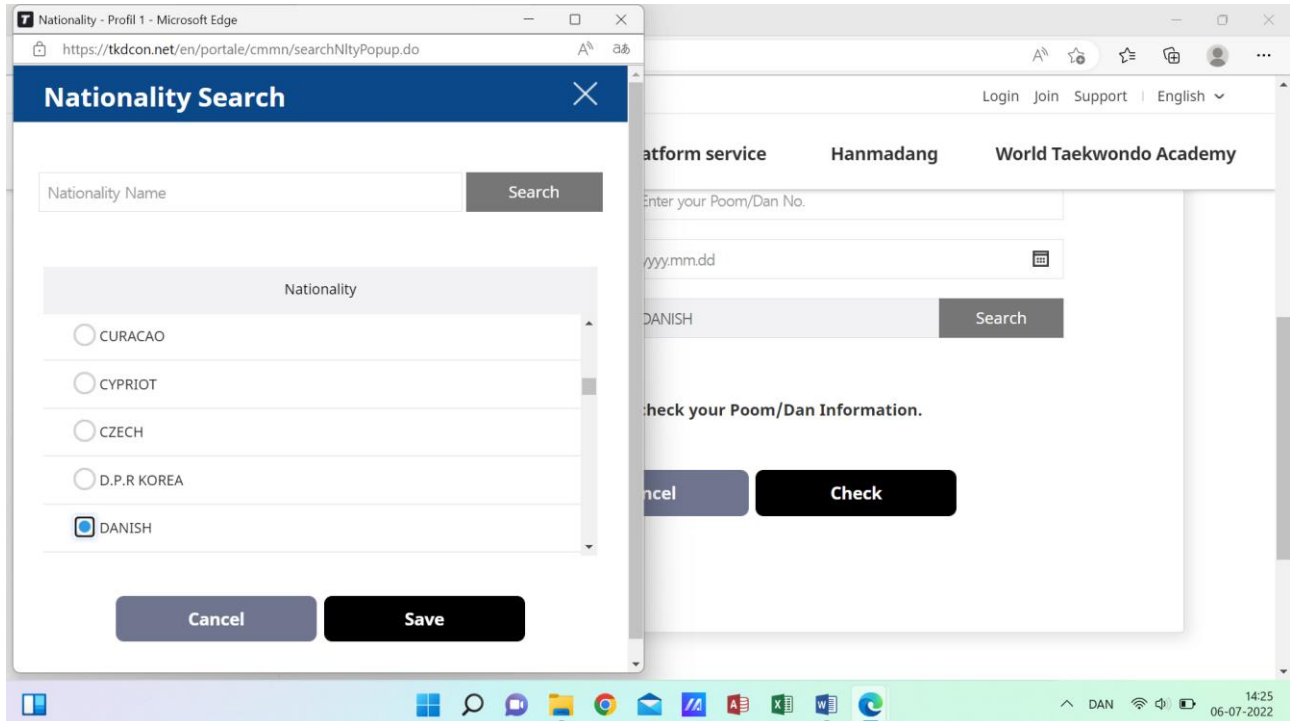 Nationality - Profil 1 - Microsoft Edge
https://tkdcon.net/en/portale/cmmn/searchNltyPopup.do
Nationality Search
Nationality Name
Search
Nationality
CURACAO
CYPRIOT
CZECH
D.P.R KOREA
DANISH
Cancel
Save
Login Join Support English
atform service Hanmadang World Taekwondo Academy
Enter your Poom/Dan No.
yyyy.mm.dd
DANISH Search
check your Poom/Dan Information.
ncel Check
DAN 14:25
06-07-2022